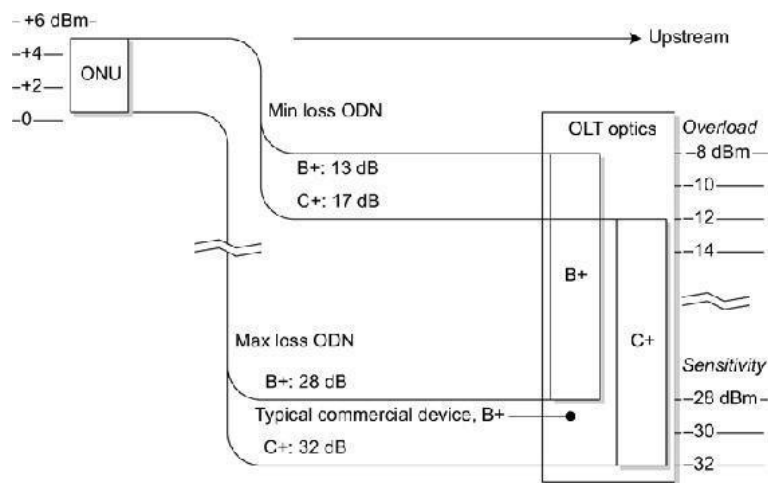 +6 dBm
+4
+2
0
ONU
Upstream
Min loss ODN
B+: 13 dB
C+: 17 dB
OLT optics
Overload
–8 dBm
–10
–12
–14
B+
C+
Max loss ODN
B+: 28 dB
Typical commercial device, B+
C+: 32 dB
Sensitivity
–28 dBm
–30
–32